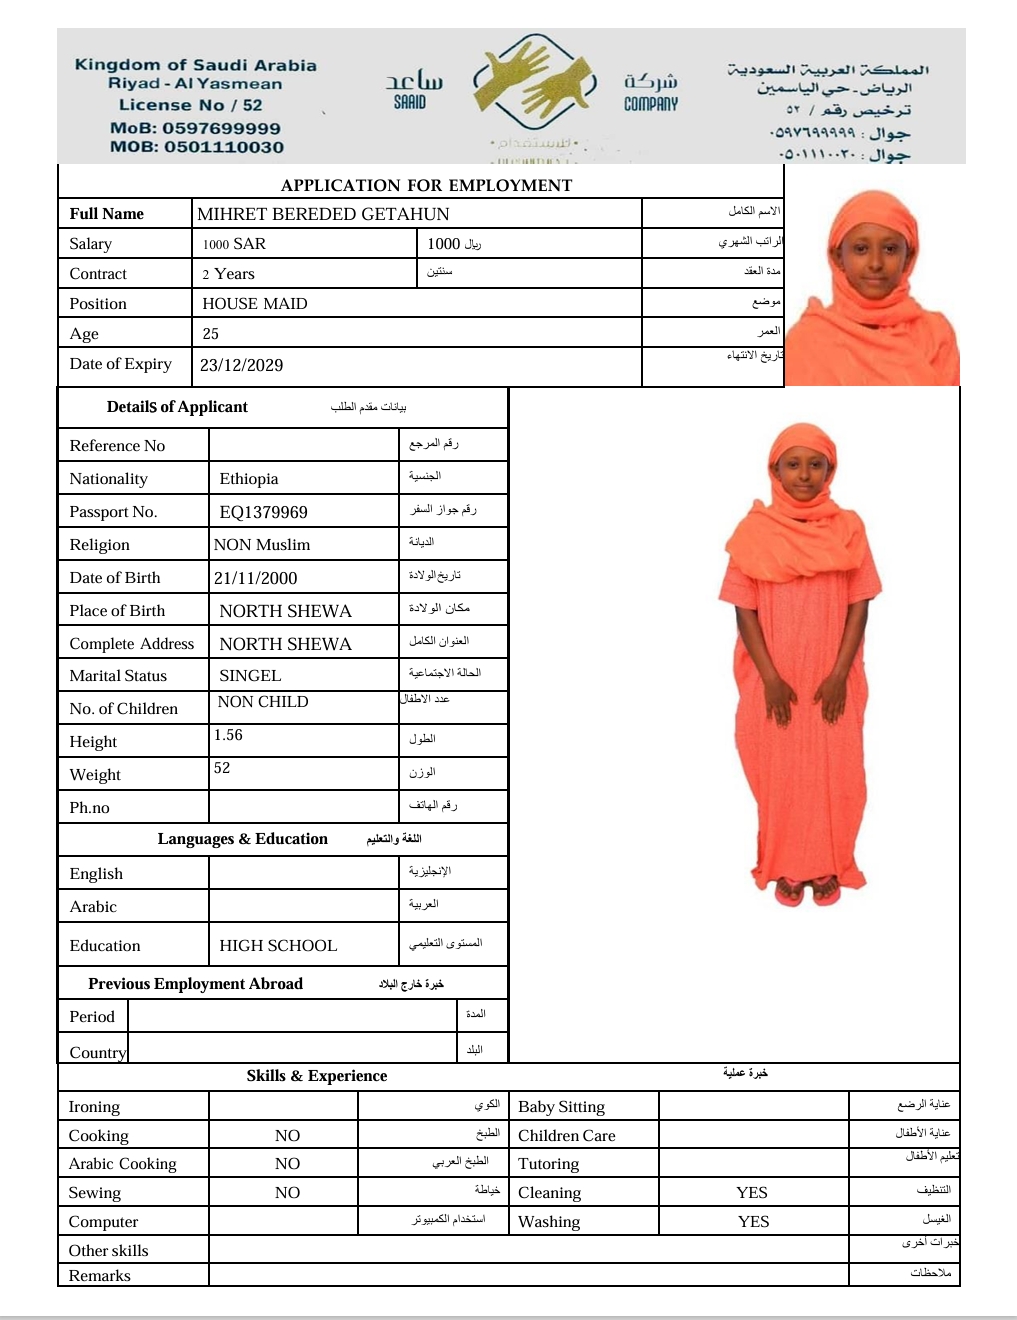 Kingdom of Saudi Arabia
Riyad - Al Yasmean
License No / 52
MoB: 0597699999
MOB: 0501110030
ساعد
SAAID
شركة
COMPANY
للاستقدام
المملكة العربية السعودية
الرياض - حي الياسمين
ترخيص رقم / ٥٢
جوال : ٠٥٩٧٦٩٩٩٩٩
جوال : ٠٥٠١١١٠٠٣٠
APPLICATION FOR EMPLOYMENT
Full Name MIHRET BEREDED GETAHUN الاسم الكامل
Salary 1000 SAR 1000 ريال الراتب الشهري
Contract 2 Years سنتين مدة العقد
Position HOUSE MAID موضع
Age 25 العمر
Date of Expiry 23/12/2029 تاريخ الانتهاء
Details of Applicant بيانات مقدم الطلب
Reference No رقم المرجع
Nationality Ethiopia الجنسية
Passport No. EQ1379969 رقم جواز السفر
Religion NON Muslim الديانة
Date of Birth 21/11/2000 تاريخ الولادة
Place of Birth NORTH SHEWA مكان الولادة
Complete Address NORTH SHEWA العنوان الكامل
Marital Status SINGEL الحالة الاجتماعية
No. of Children NON CHILD عدد الاطفال
Height 1.56 الطول
Weight 52 الوزن
Ph.no رقم الهاتف
Languages & Education اللغة والتعليم
English الإنجليزية
Arabic العربية
Education HIGH SCHOOL المستوى التعليمي
Previous Employment Abroad خبرة خارج البلاد
Period المدة
Country البلد
Skills & Experience خبرة عملية
Ironing الكوي Baby Sitting عناية الرضع
Cooking NO الطبخ Children Care عناية الأطفال
Arabic Cooking NO الطبخ العربي Tutoring تعليم الأطفال
Sewing NO خياطة Cleaning YES التنظيف
Computer استخدام الكمبيوتر Washing YES الغيسل
Other skills خبرات أخرى
Remarks ملاحظات